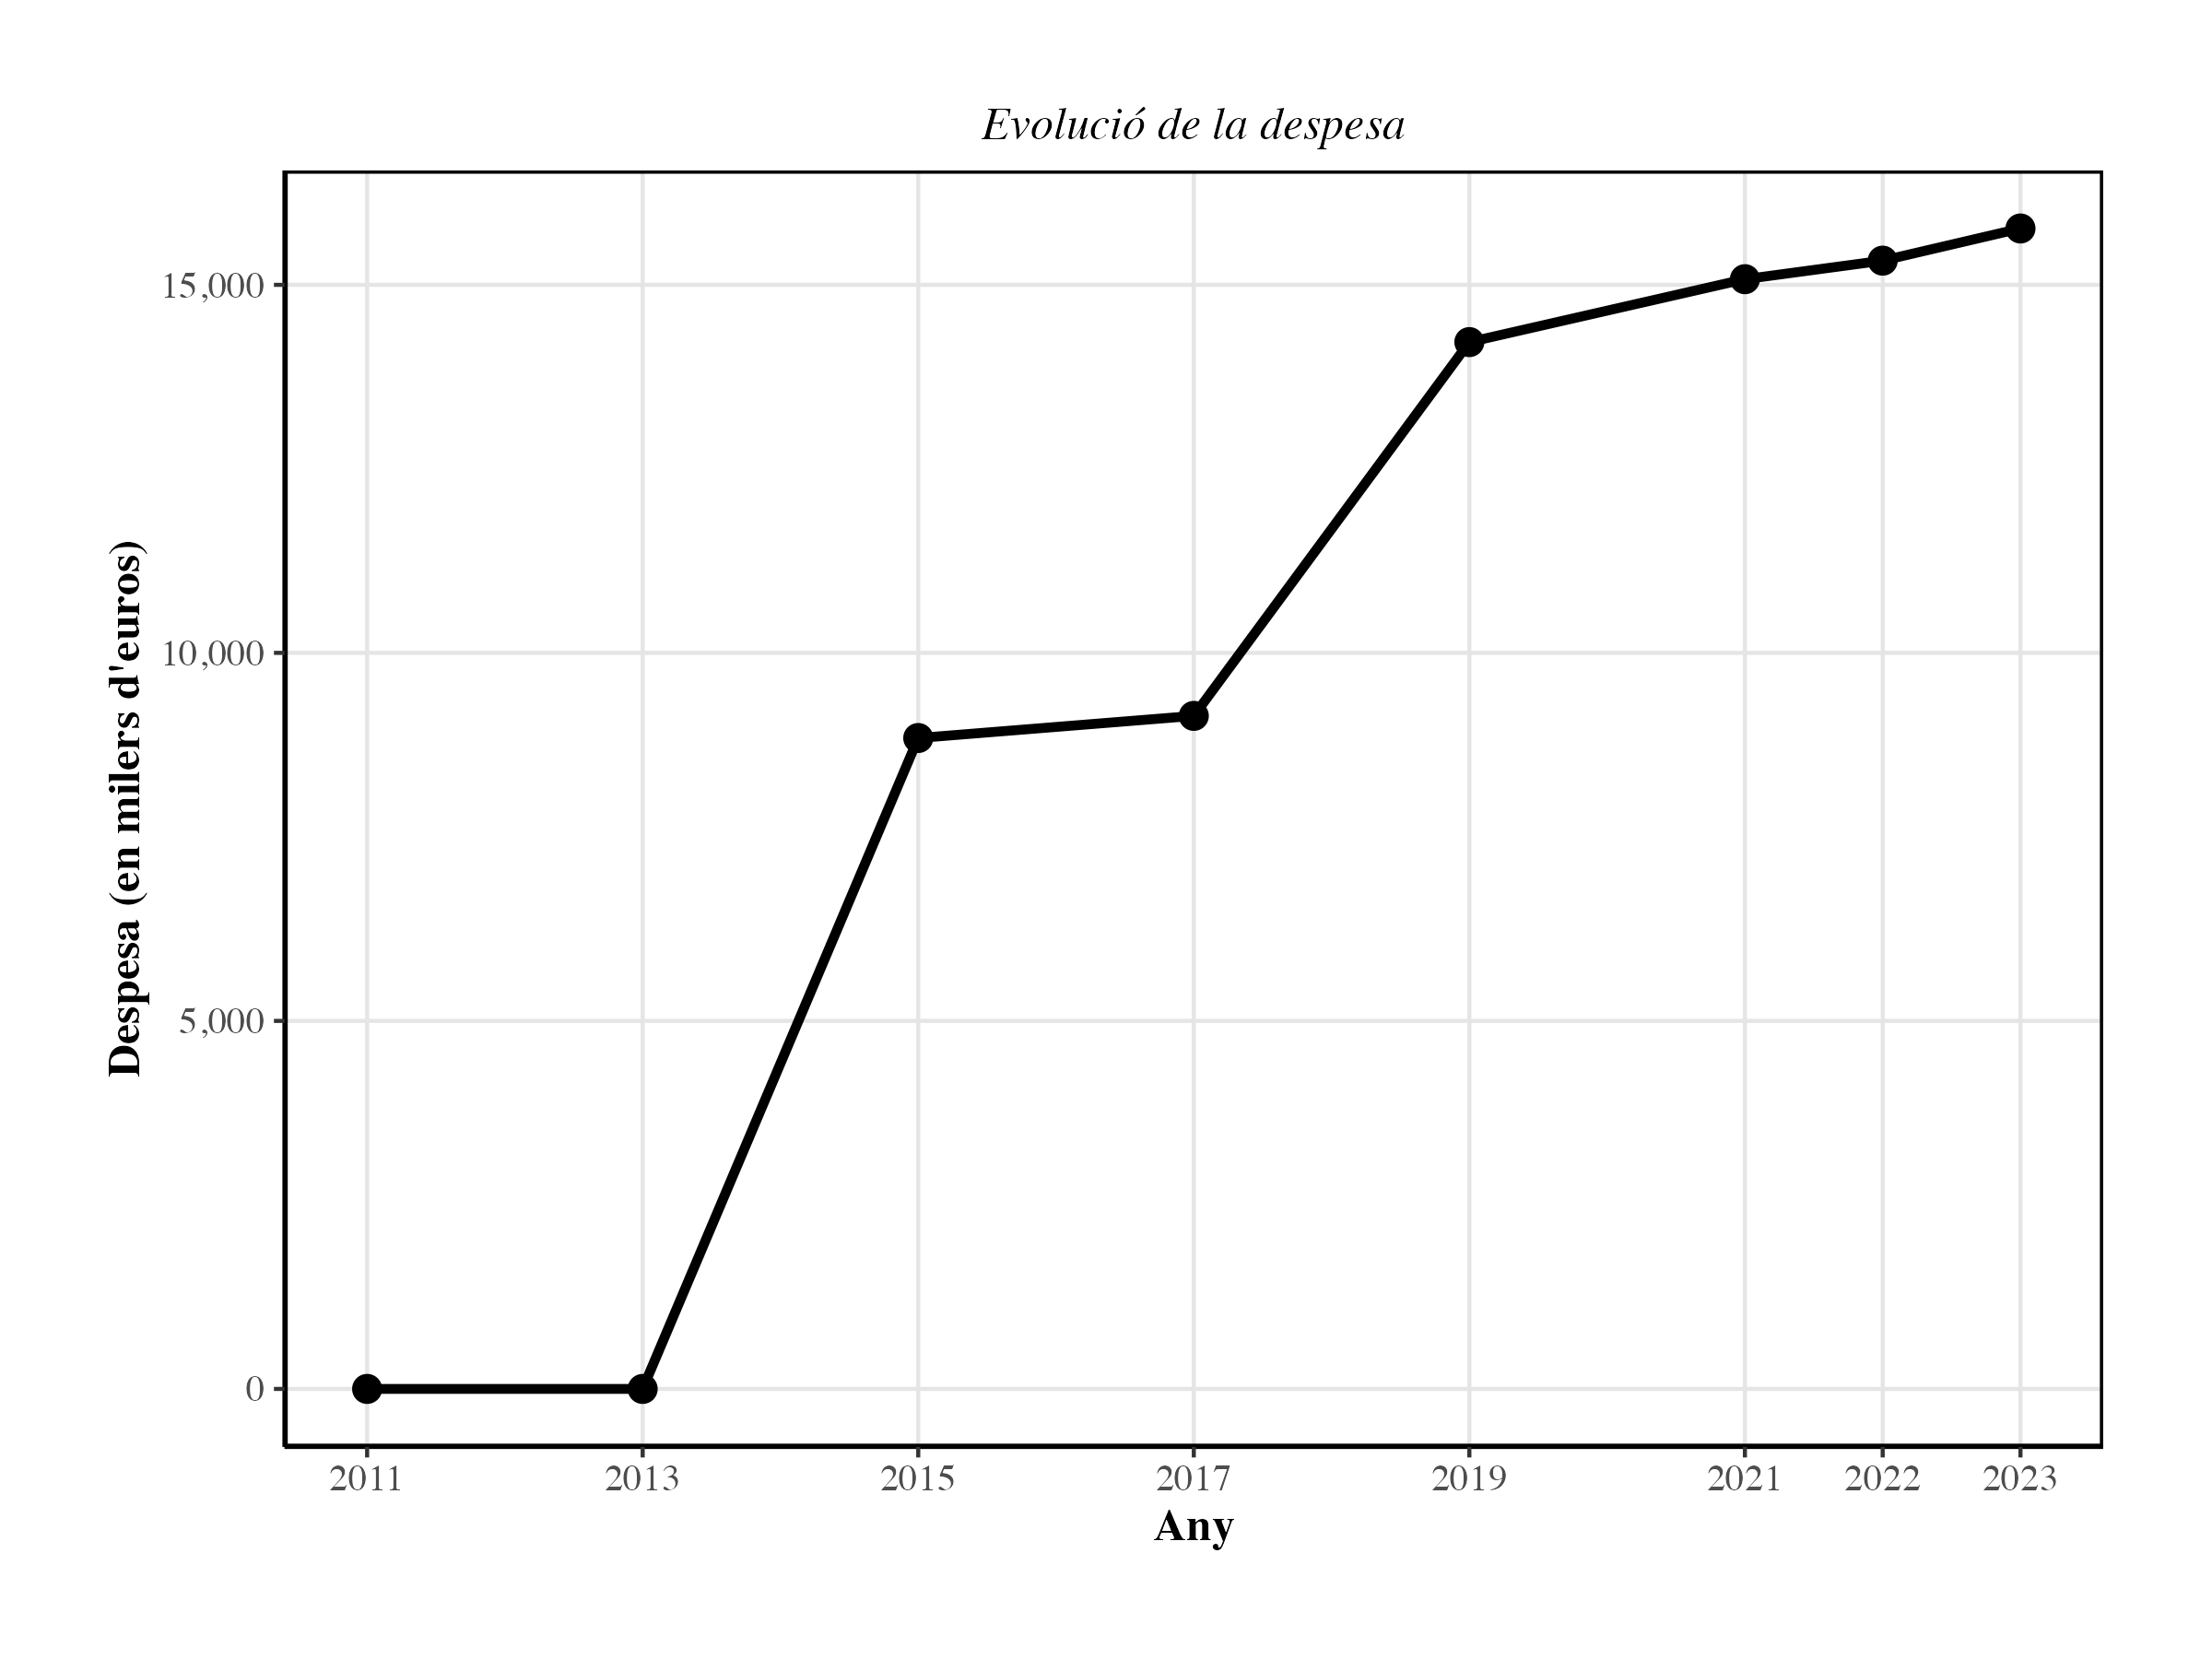 Evolució de la despesa
Despesa (en milers d'euros)
15,000
10,000
5,000
0
2011 2013 2015 2017 2019 2021 2022 2023
Any